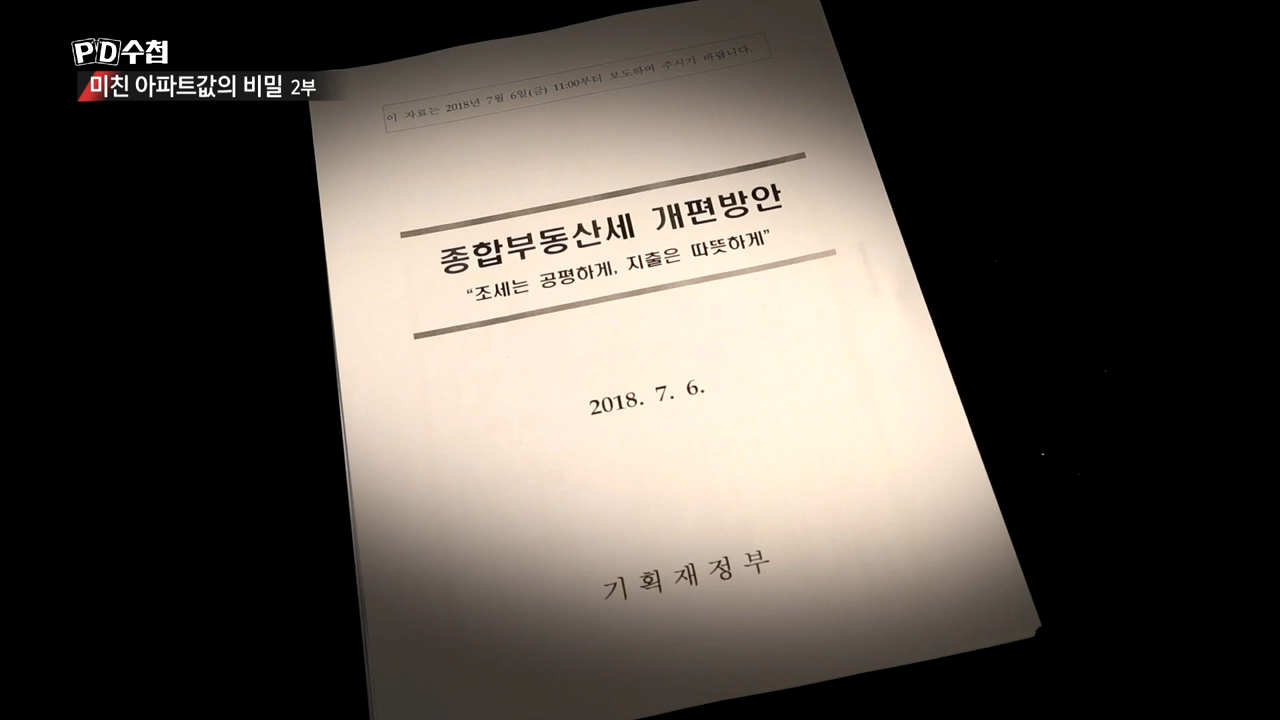 PD수첩
미친 아파트값의 비밀 2부
이 자료는 2018년 7월 6일(금) 11:00부터 보도하여 주시기 바랍니다.
종합부동산세 개편방안
“조세는 공평하게, 지출은 따뜻하게”
2018. 7. 6.
기획재정부